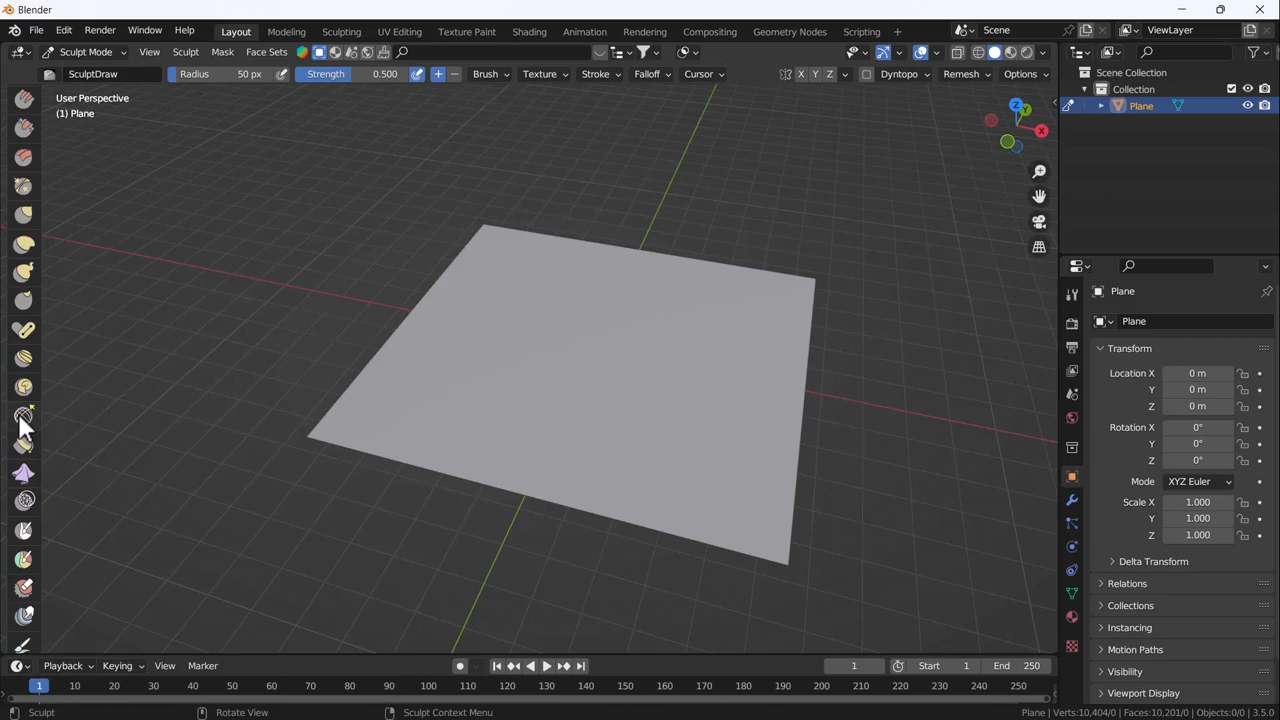 Blender
File Edit Render Window Help Layout Modeling Sculpting UV Editing Texture Paint Shading Animation Rendering Compositing Geometry Nodes Scripting + Scene ViewLayer
Sculpt Mode View Sculpt Mask Face Sets
SculptDraw Radius 50 px Strength 0.500 Brush Texture Stroke Falloff Cursor X Y Z Dyntopo Remesh Options
Scene Collection
Collection
Plane
User Perspective
(1) Plane
Z
Y
X
Plane
Plane
Transform
Location X 0 m
Y 0 m
Z 0 m
Rotation X 0°
Y 0°
Z 0°
Mode XYZ Euler
Scale X 1.000
Y 1.000
Z 1.000
Delta Transform
Relations
Collections
Instancing
Motion Paths
Visibility
Viewport Display
Playback Keying View Marker 1 Start 1 End 250
1 10 20 30 40 50 60 70 80 90 100 110 120 130 140 150 160 170 180 190 200 210 220 230 240 250
Sculpt Rotate View Sculpt Context Menu Plane | Verts:10,404/0 | Faces:10,201/0 | Objects:0/0 | 3.5.0